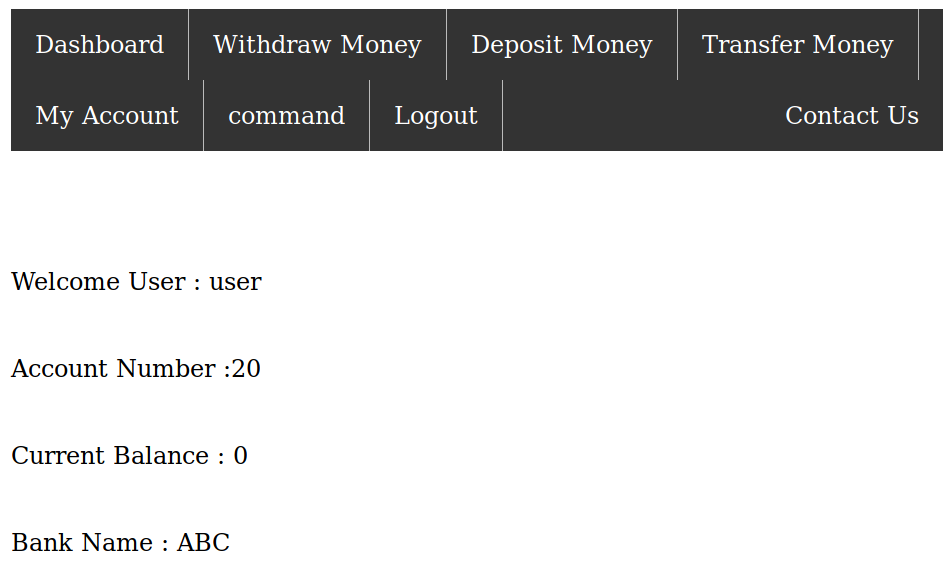 Dashboard Withdraw Money Deposit Money Transfer Money
My Account command Logout Contact Us
Welcome User : user
Account Number :20
Current Balance : 0
Bank Name : ABC